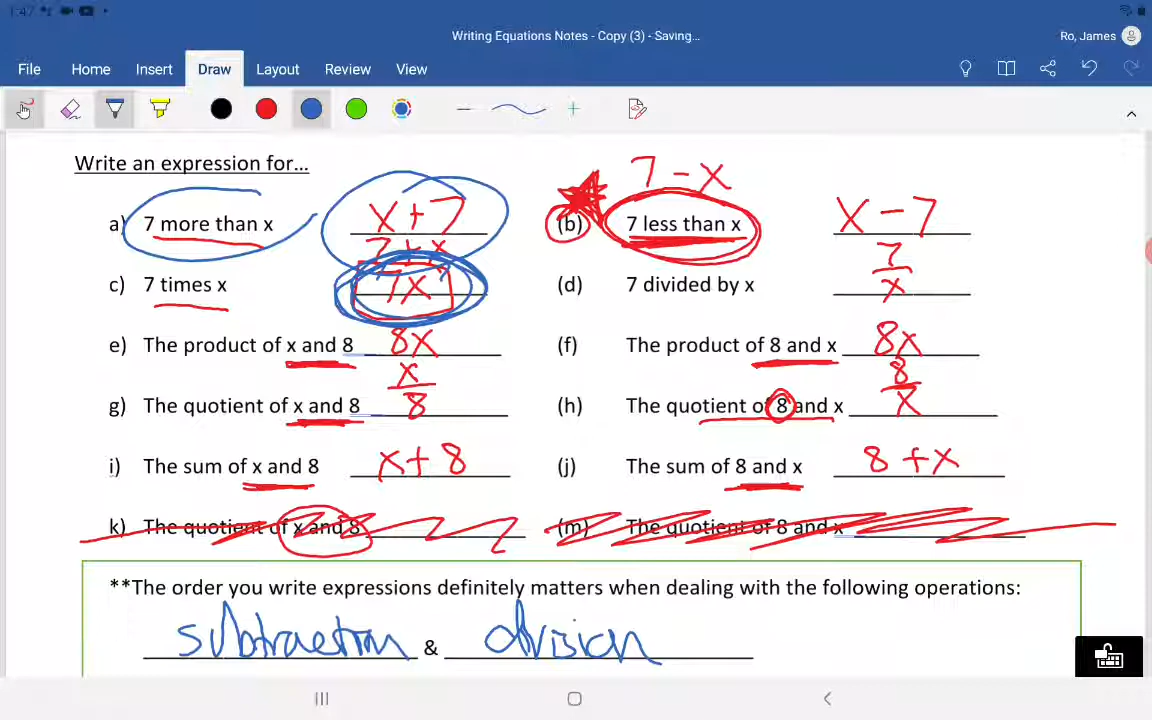 1:47
Writing Equations Notes - Copy (3) - Saving...
Ro, James
File Home Insert Draw Layout Review View
Write an expression for...
7 - x
a) 7 more than x x + 7 (b) 7 less than x x - 7
7 + x
c) 7 times x 7x (d) 7 divided by x 7/x
e) The product of x and 8 8x (f) The product of 8 and x 8x
g) The quotient of x and 8 x/8 (h) The quotient of 8 and x 8/x
i) The sum of x and 8 x + 8 (j) The sum of 8 and x 8 + x
k) The quotient of x and 8 (m) The quotient of 8 and x
**The order you write expressions definitely matters when dealing with the following operations:
subtraction & division